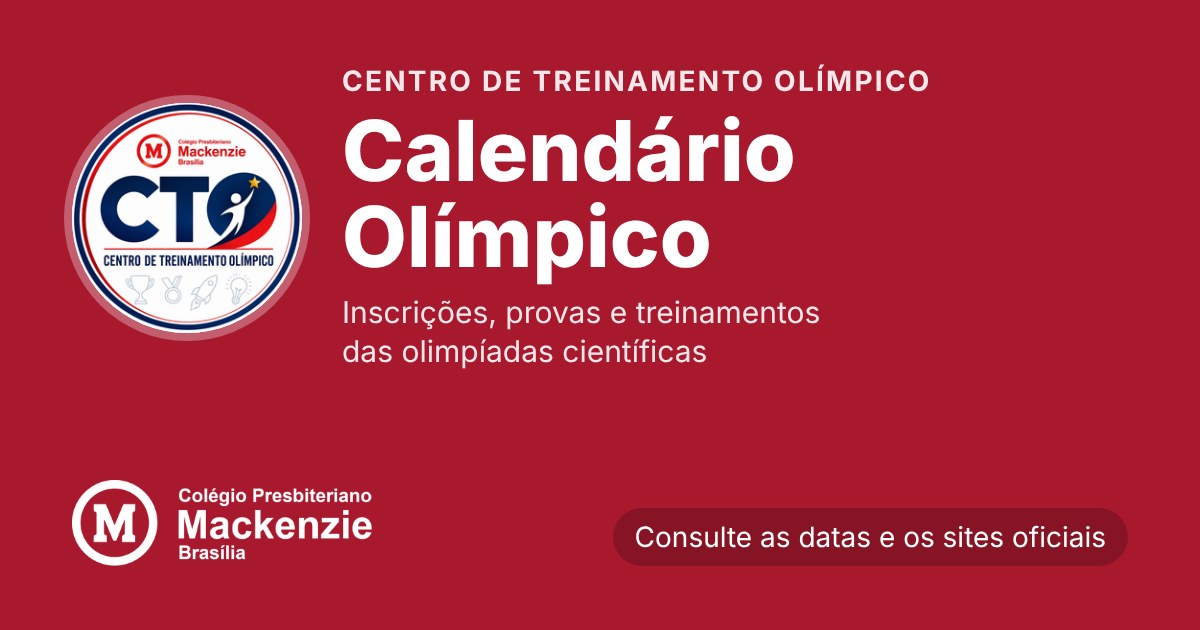 CENTRO DE TREINAMENTO OLÍMPICO
Calendário
Olímpico
Inscrições, provas e treinamentos
das olimpíadas científicas
Colégio Presbiteriano
M Mackenzie
Brasília
CTO
CENTRO DE TREINAMENTO OLÍMPICO
M
Colégio Presbiteriano
Mackenzie
Brasília
Consulte as datas e os sites oficiais